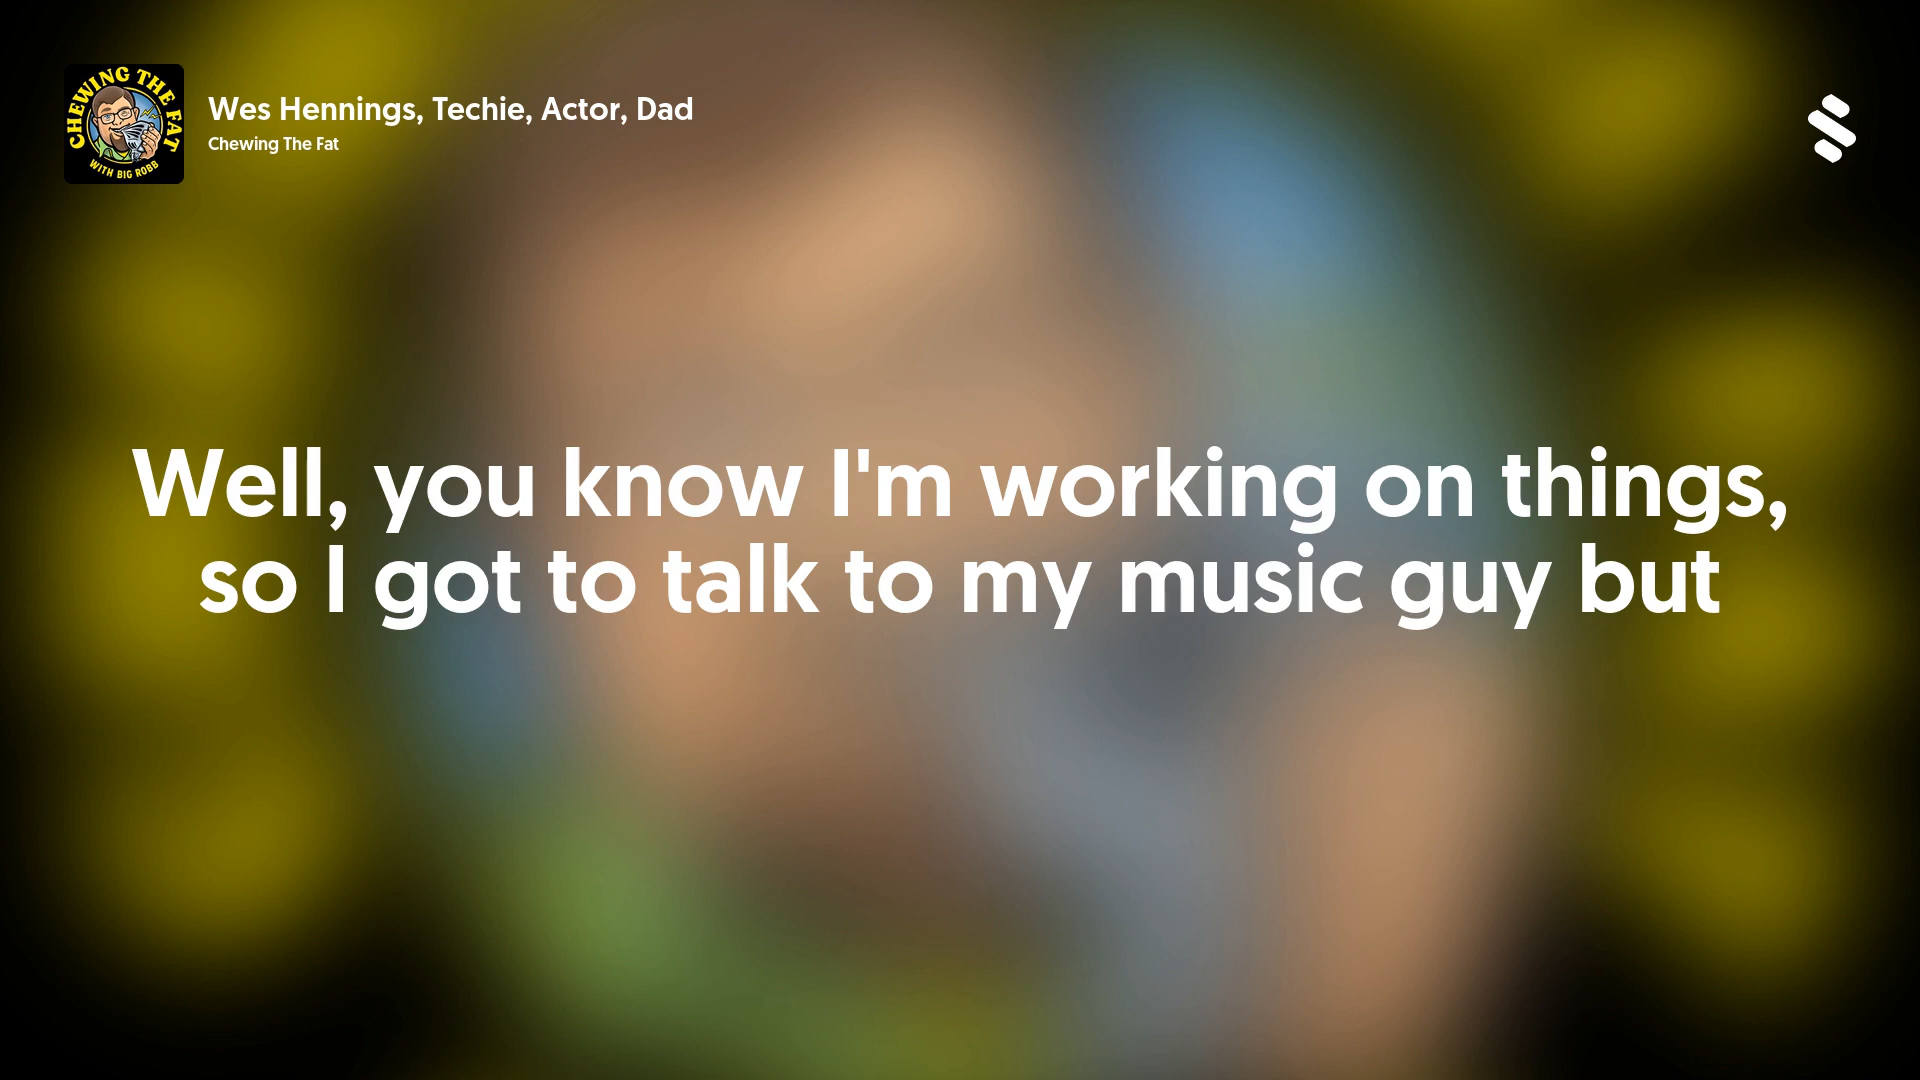 CHEWING THE FAT
WITH BIG ROBB
Wes Hennings, Techie, Actor, Dad
Chewing The Fat
Well, you know I'm working on things,
so I got to talk to my music guy but